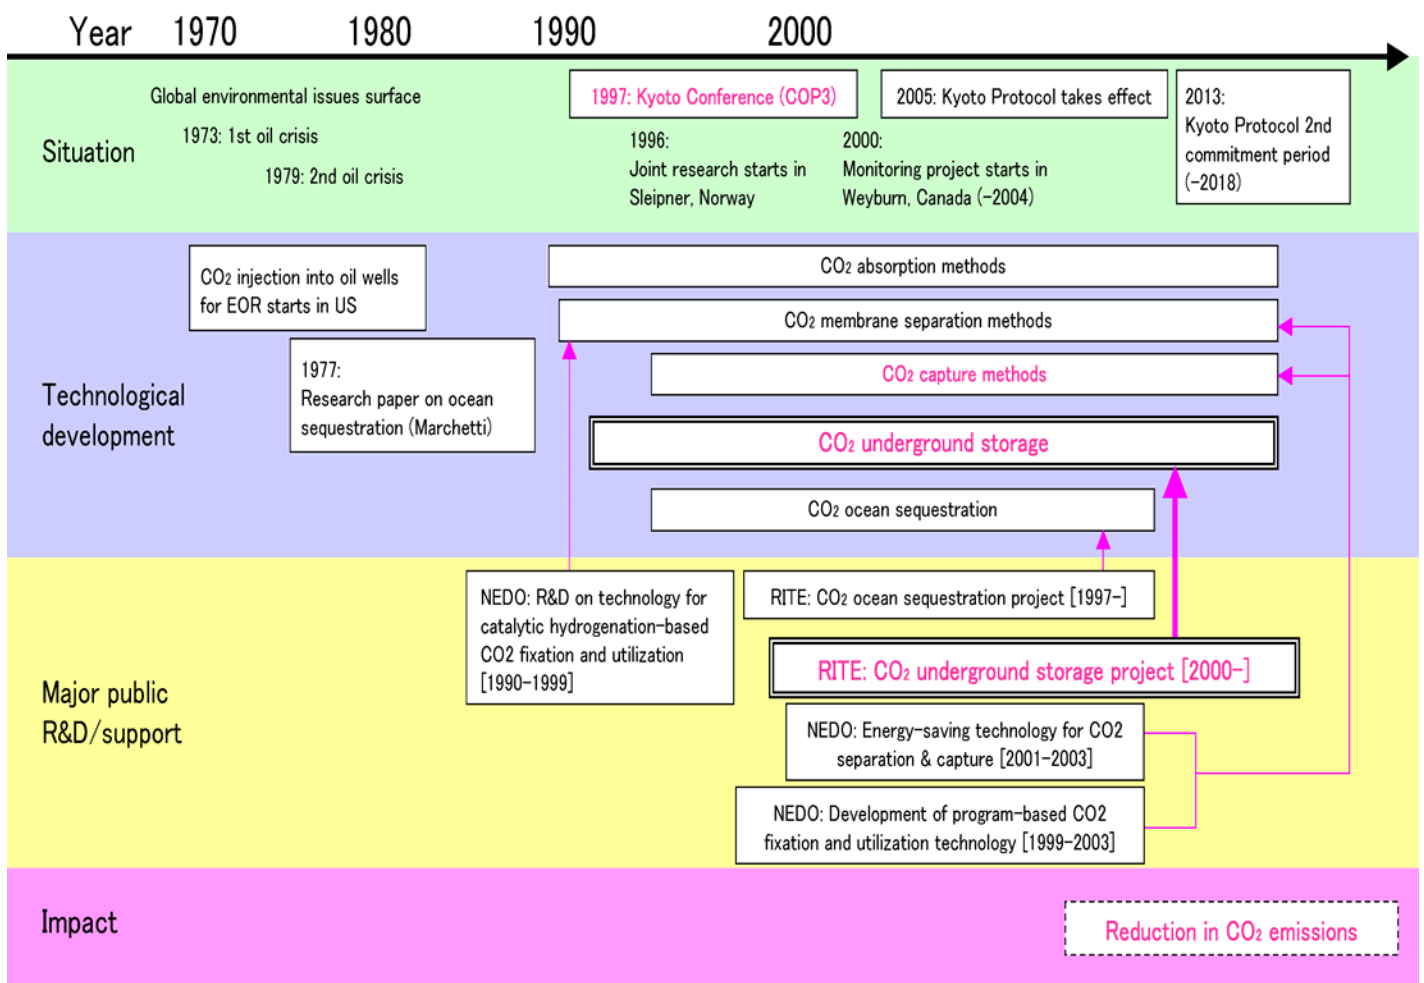 Year 1970 1980 1990 2000
Situation
Global environmental issues surface
1973: 1st oil crisis
1979: 2nd oil crisis
1997: Kyoto Conference (COP3)
1996:
Joint research starts in
Sleipner, Norway
2000:
Monitoring project starts in
Weyburn, Canada (-2004)
2005: Kyoto Protocol takes effect
2013:
Kyoto Protocol 2nd
commitment period
(-2018)
Technological
development
CO₂ injection into oil wells
for EOR starts in US
1977:
Research paper on ocean
sequestration (Marchetti)
CO₂ absorption methods
CO₂ membrane separation methods
CO₂ capture methods
CO₂ underground storage
CO₂ ocean sequestration
Major public
R&D/support
NEDO: R&D on technology for
catalytic hydrogenation-based
CO2 fixation and utilization
[1990-1999]
RITE: CO₂ ocean sequestration project [1997-]
RITE: CO₂ underground storage project [2000-]
NEDO: Energy-saving technology for CO2
separation & capture [2001-2003]
NEDO: Development of program-based CO2
fixation and utilization technology [1999-2003]
Impact
Reduction in CO₂ emissions